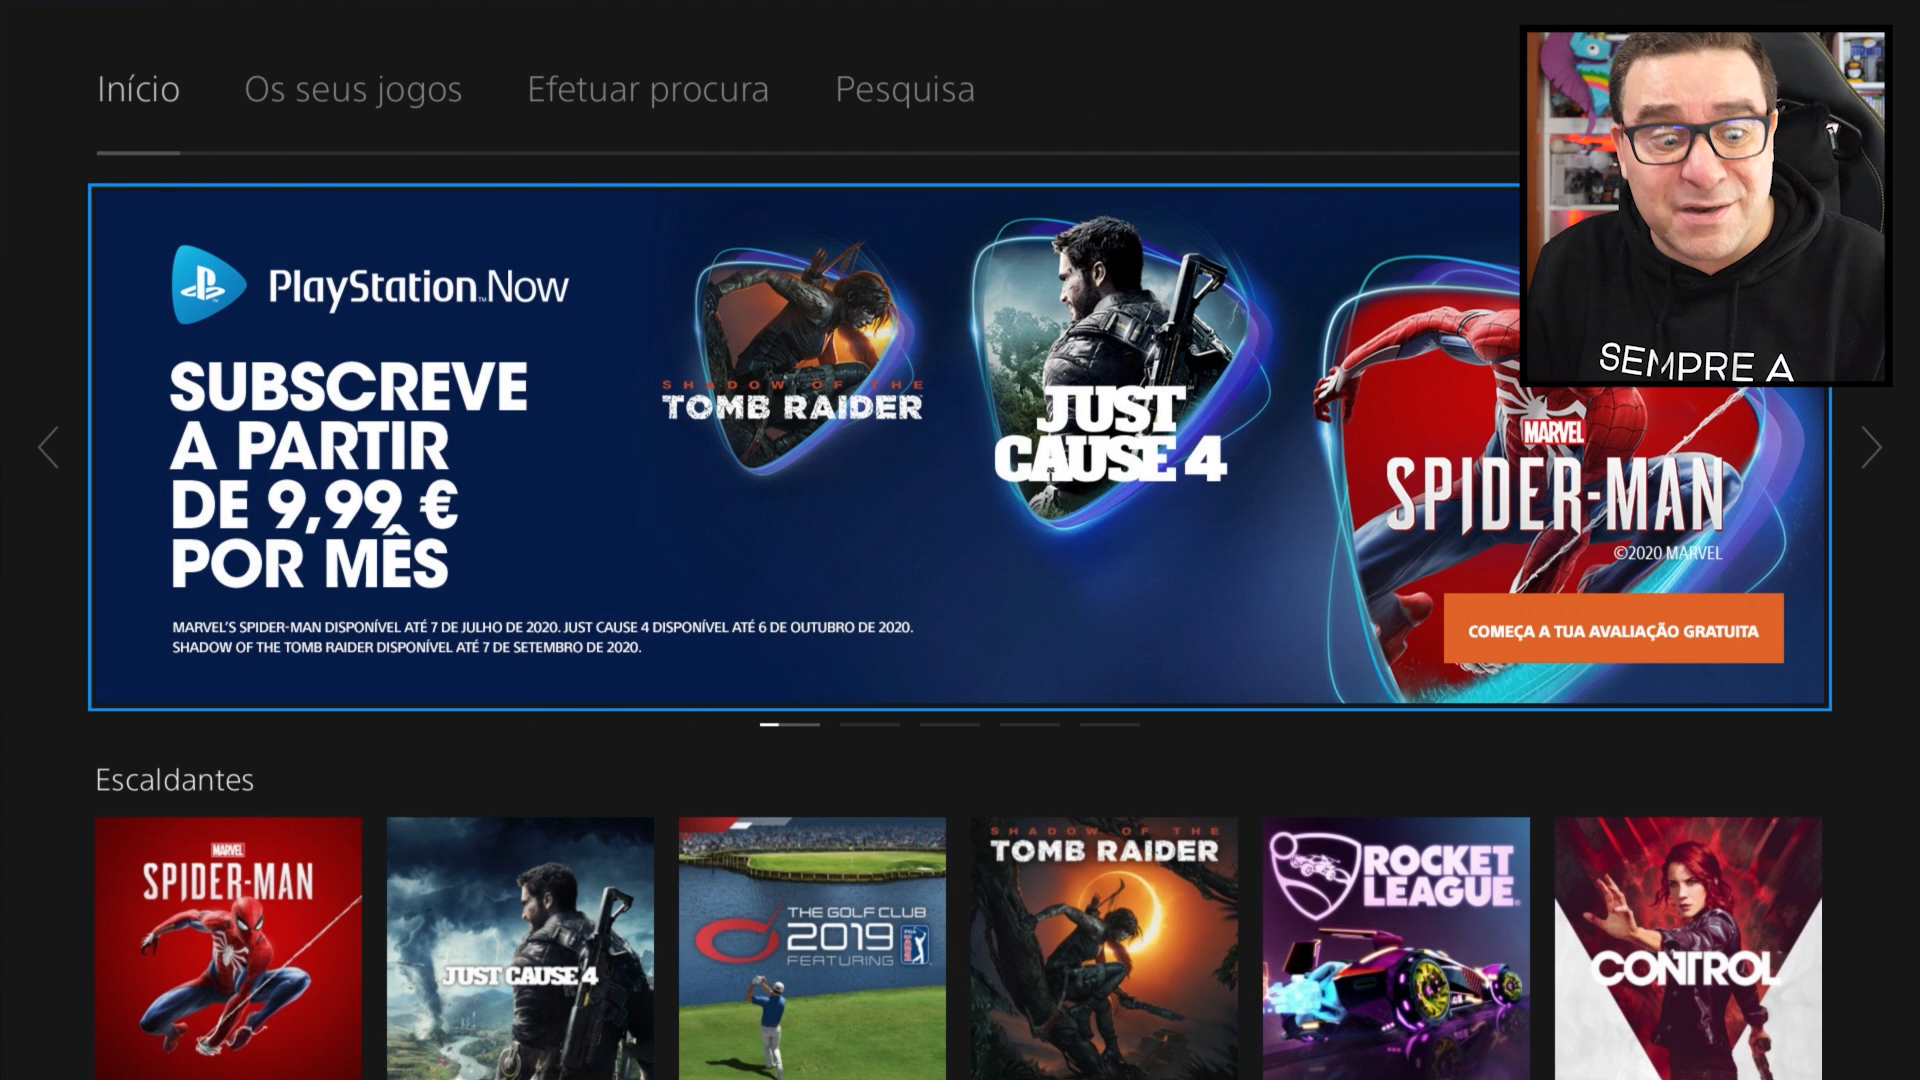 Início
Os seus jogos
Efetuar procura
Pesquisa
PlayStation™Now
SUBSCREVE
A PARTIR
DE 9,99 €
POR MÊS
SHADOW OF THE
TOMB RAIDER
JUST
CAUSE 4
MARVEL
SPIDER-MAN
©2020 MARVEL
SEMPRE A
MARVEL'S SPIDER-MAN DISPONÍVEL ATÉ 7 DE JULHO DE 2020. JUST CAUSE 4 DISPONÍVEL ATÉ 6 DE OUTUBRO DE 2020.
SHADOW OF THE TOMB RAIDER DISPONÍVEL ATÉ 7 DE SETEMBRO DE 2020.
COMEÇA A TUA AVALIAÇÃO GRATUITA
Escaldantes
MARVEL
SPIDER-MAN
JUST CAUSE 4
THE GOLF CLUB
2019
FEATURING
PGA TOUR
SHADOW OF THE
TOMB RAIDER
ROCKET
LEAGUE
CONTROL